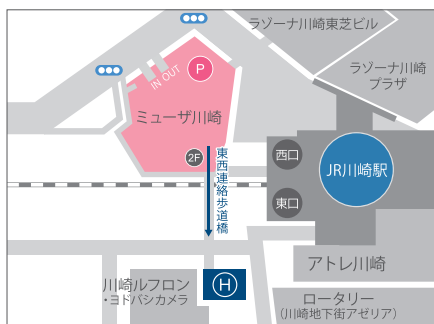 ラゾーナ川崎東芝ビル
ラゾーナ川崎
プラザ
IN OUT
P
ミューザ川崎
2F
東西連絡歩道橋
西口
JR川崎駅
東口
アトレ川崎
川崎ルフロン
・ヨドバシカメラ
H
ロータリー
(川崎地下街アゼリア)